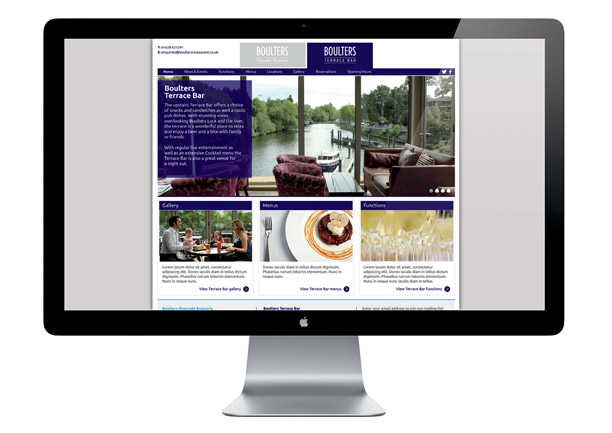 T: 01628 621291
E: enquiries@boultersrestaurant.co.uk
BOULTERS
BOULTERS
TERRACE BAR
Home News & Events Functions Menus Locations Gallery Reservations Opening Hours
Boulters
Terrace Bar
The upstairs Terrace Bar offers a choice
of snacks and sandwiches as well a rustic
pub dishes. With stunning views
overlooking Boulters Lock and the river,
the terrace is a wonderful place to relax
and enjoy a beer and a bite with family
or friends.
With regular live entertainment as
well as an extensive Cocktail menu the
Terrace Bar is also a great venue for
a night out.
Gallery
Lorem ipsum dolor sit amet, consectetur
adipiscing elit. Donec iaculis diam in
tellus dictum dignissim. Phasellus
rutrum lobortis elementum. Nunc
in neque nunc.
View Terrace Bar gallery
Menus
Donec iaculis diam in tellus dictum dignissim.
Phasellus rutrum lobortis elementum.
Nunc in neque nunc.
View Terrace Bar menus
Functions
Lorem ipsum dolor sit amet, consectetur
adipiscing elit. Donec iaculis diam in tellus
dictum dignissim. Phasellus rutrum lobortis
elementum. Nunc in neque nunc.
View Terrace Bar functions
Boulters Riverside Brasserie Boulters Terrace Bar Enter your email address to join our mailing list: